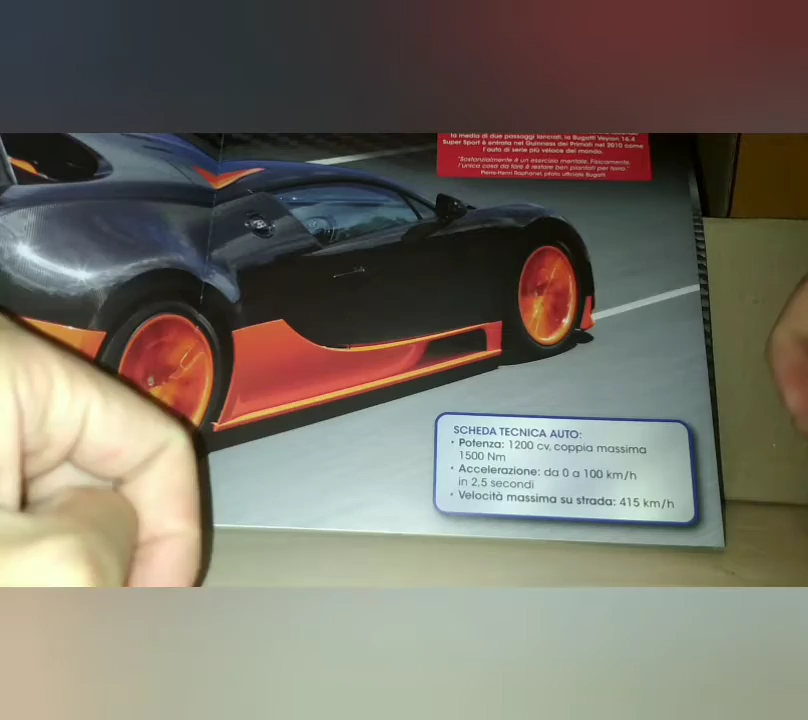 la media di due passaggi lanciati, la Bugatti Veyron 16.4
Super Sport è entrata nel Guinness dei Primati nel 2010 come
l'auto di serie più veloce del mondo.
"Sostanzialmente è un esercizio mentale. Fisicamente,
l'unica cosa da fare è restare ben piantati per terra."
Pierre-Henri Raphanel, pilota ufficiale Bugatti
SCHEDA TECNICA AUTO:
• Potenza: 1200 cv, coppia massima
1500 Nm
• Accelerazione: da 0 a 100 km/h
in 2,5 secondi
• Velocità massima su strada: 415 km/h